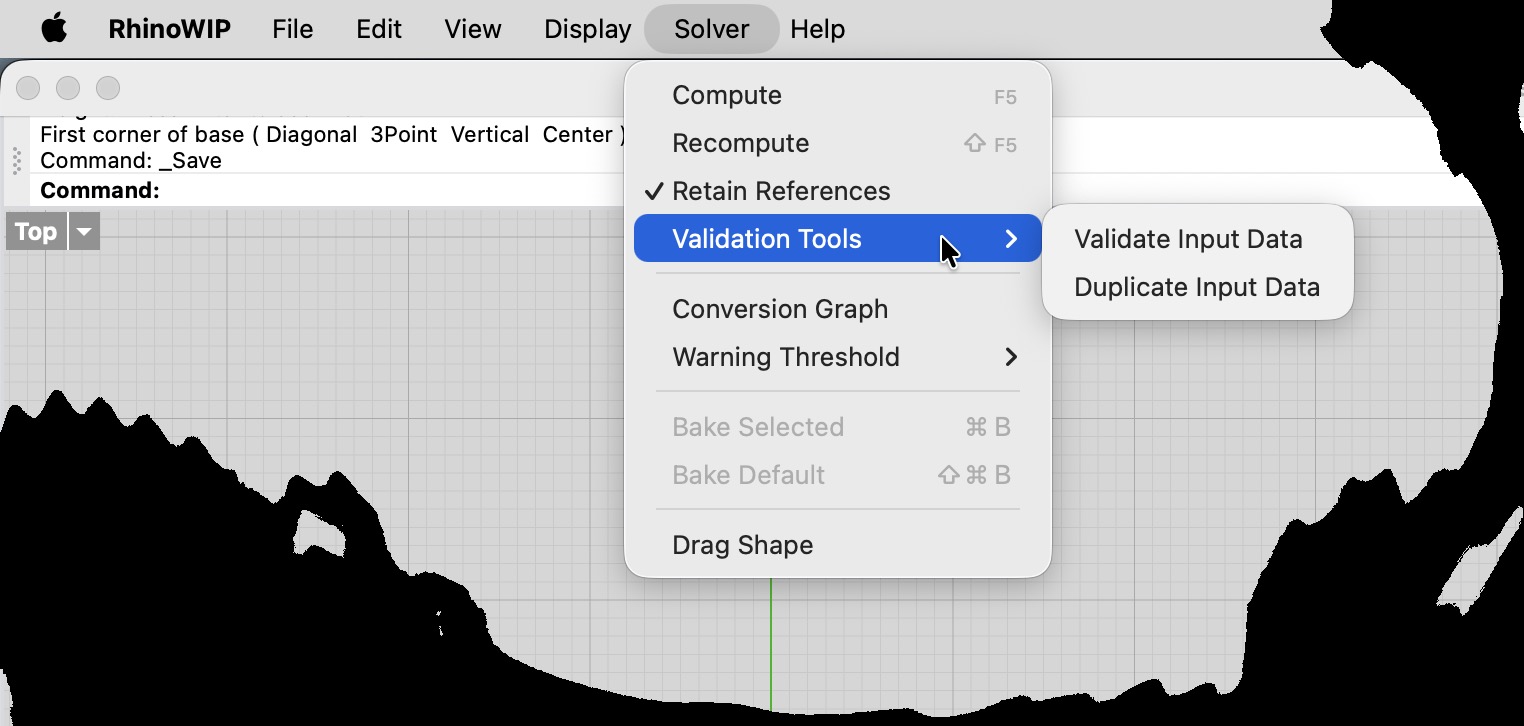 RhinoWIP File Edit View Display Solver Help
First corner of base ( Diagonal 3Point Vertical Center )
Command: _Save
Command:
Top
Compute F5
Recompute ⇧ F5
✓ Retain References
Validation Tools >
Validate Input Data
Duplicate Input Data
Conversion Graph
Warning Threshold >
Bake Selected ⌘ B
Bake Default ⇧ ⌘ B
Drag Shape